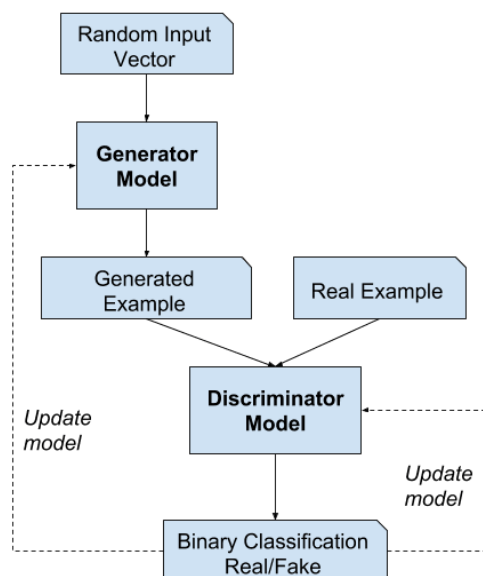 Random Input
Vector
Generator
Model
Generated
Example
Real Example
Discriminator
Model
Update
model
Update
model
Binary Classification
Real/Fake